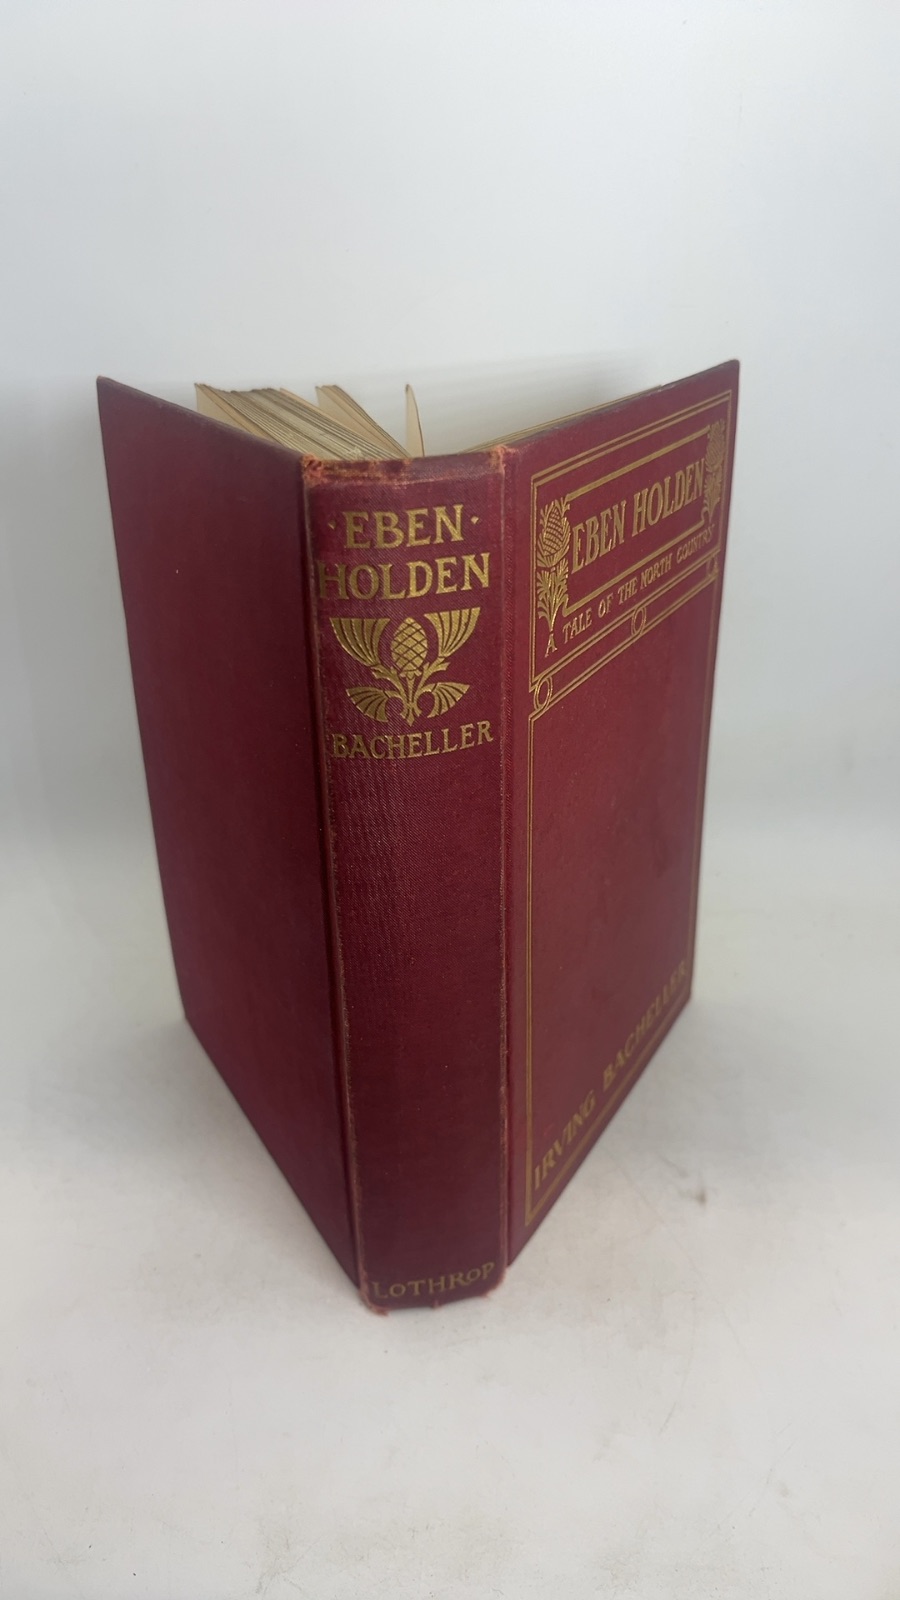 ·EBEN·
HOLDEN
BACHELLER
LOTHROP
EBEN HOLDEN
A TALE OF THE NORTH COUNTRY
IRVING BACHELLER